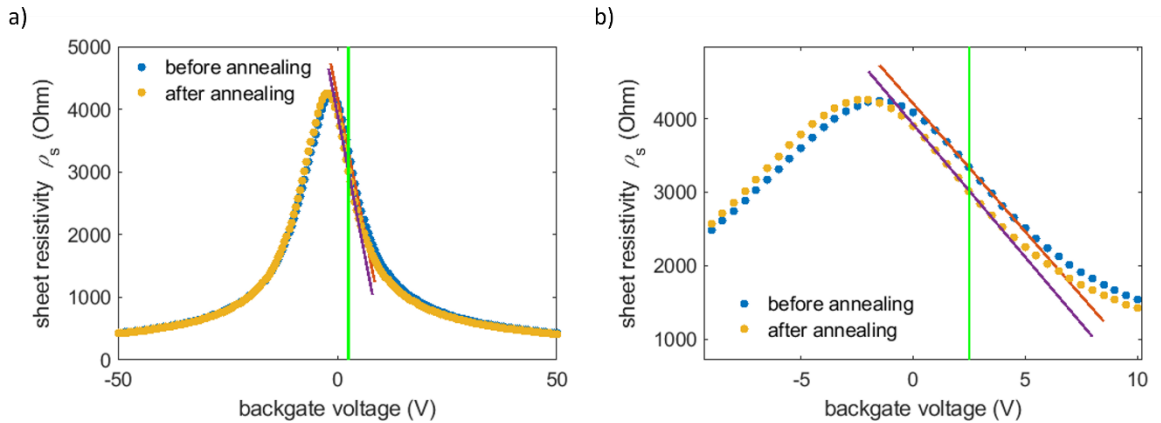 a)
5000
4000
3000
2000
1000
0
sheet resistivity ρs (Ohm)
before annealing
after annealing
-50
0
50
backgate voltage (V)
b)
4000
3000
2000
1000
sheet resistivity ρs (Ohm)
before annealing
after annealing
-5
0
5
10
backgate voltage (V)